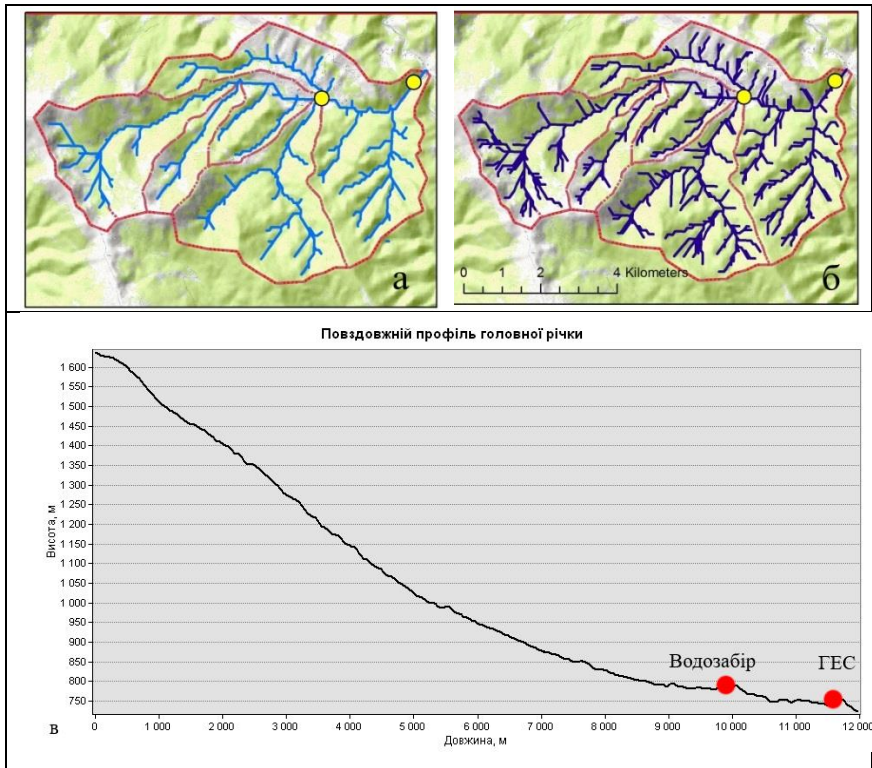 а
0 1 2 4 Kilometers
б
Повздовжній профіль головної річки
Висота, м
1 600
1 550
1 500
1 450
1 400
1 350
1 300
1 250
1 200
1 150
1 100
1 050
1 000
950
900
850
800
750
Водозабір
ГЕС
в
0 1 000 2 000 3 000 4 000 5 000 6 000 7 000 8 000 9 000 10 000 11 000 12 000
Довжина, м